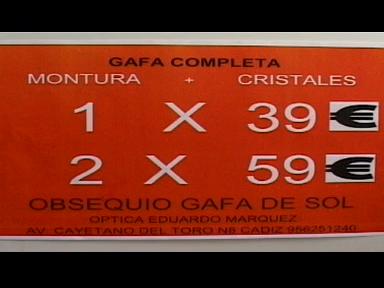 GAFA COMPLETA
MONTURA + CRISTALES
1 X 39 €
2 X 59 €
OBSEQUIO GAFA DE SOL
OPTICA EDUARDO MARQUEZ
AV. CAYETANO DEL TORO N8 CADIZ 956251240